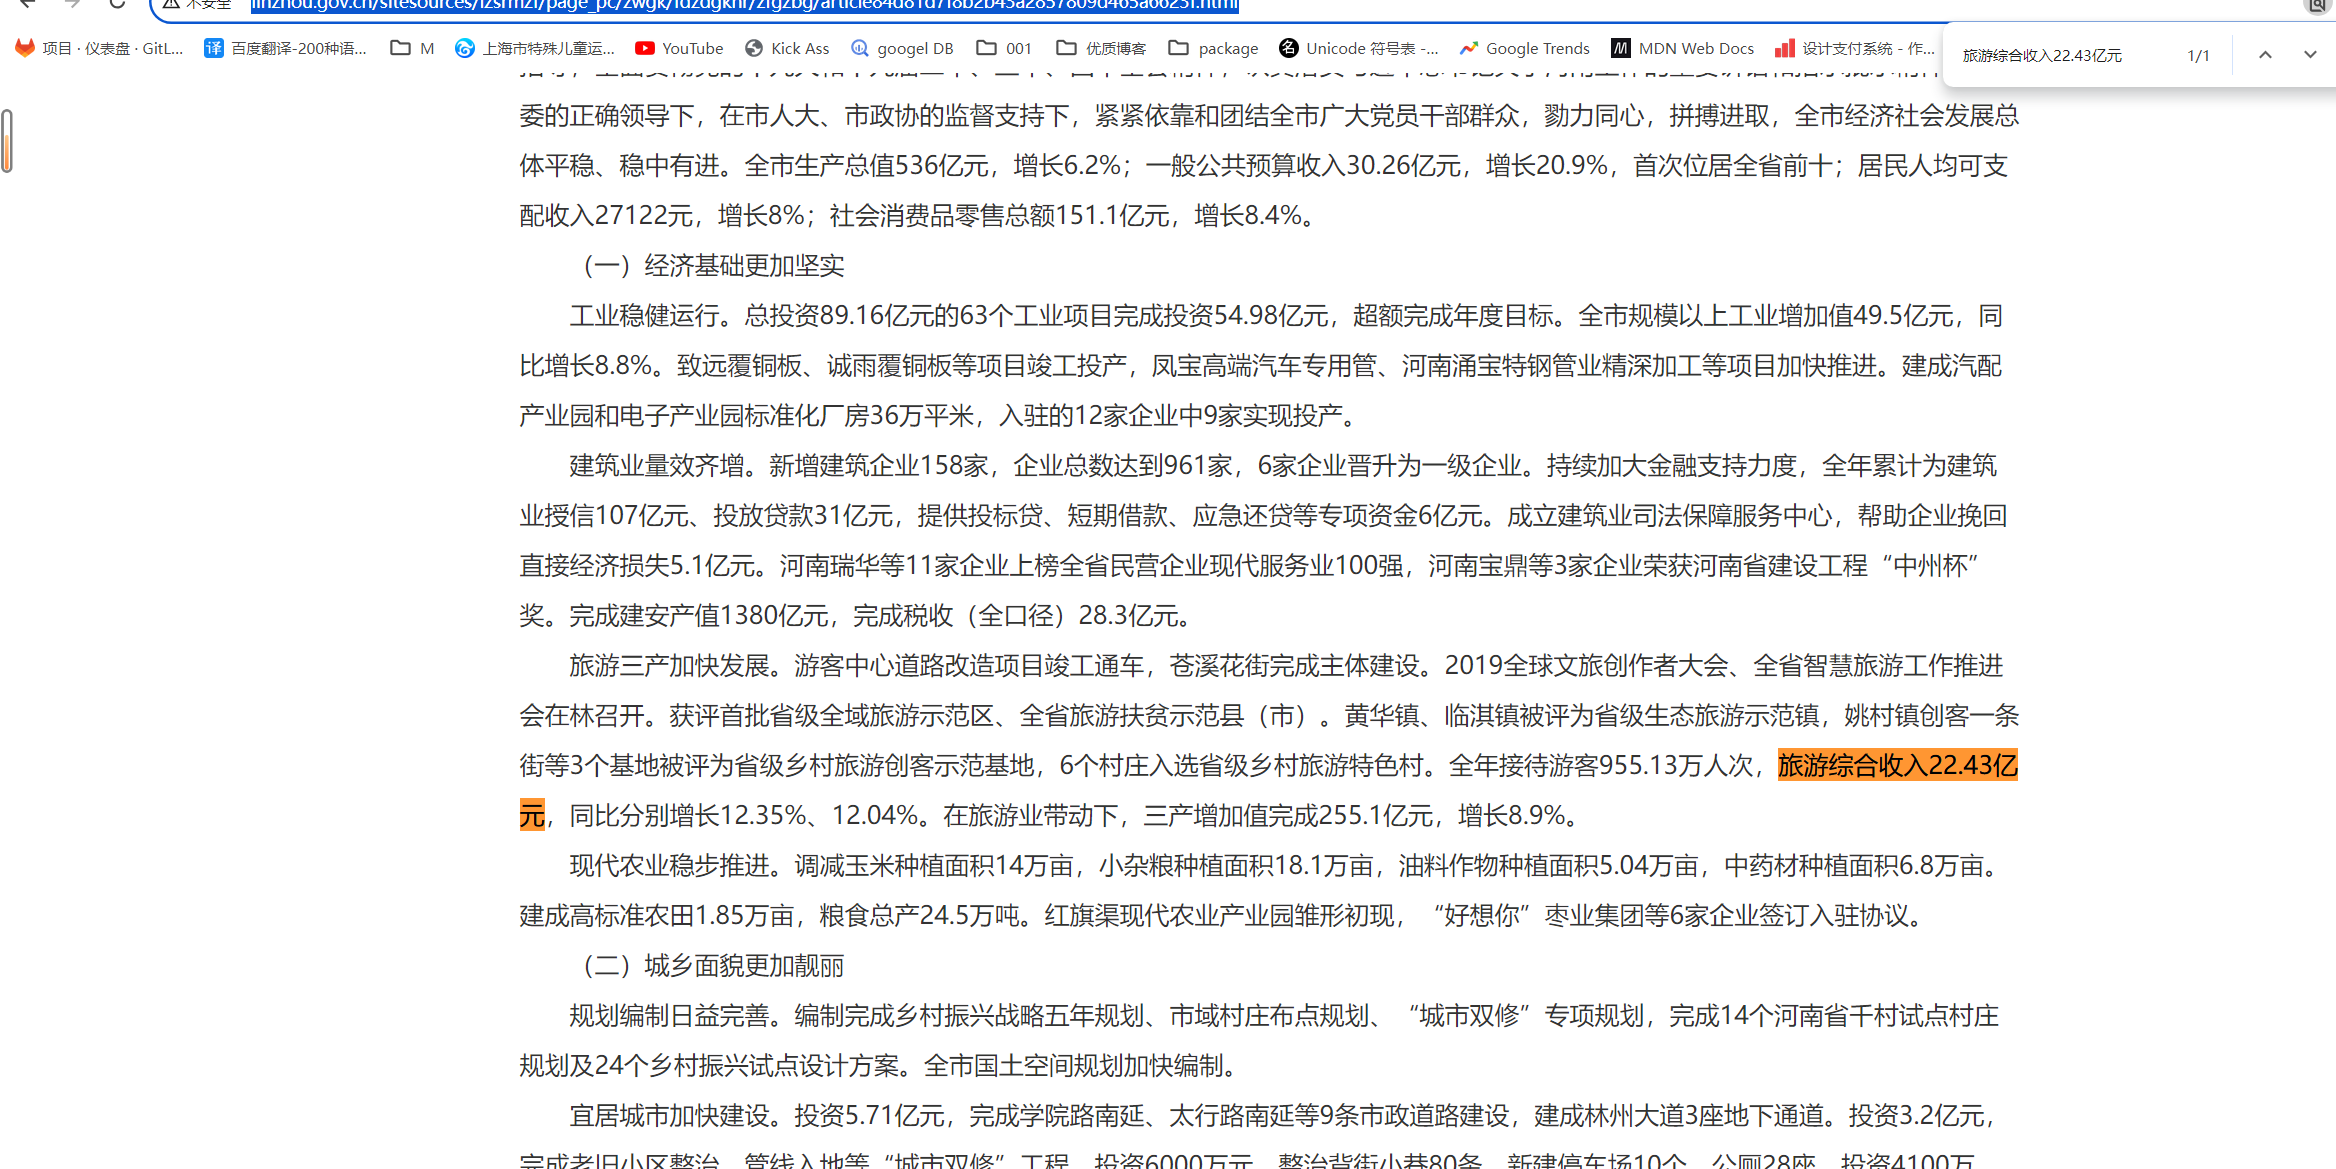 不安全 linzhou.gov.cn/sitesources/lzsrmzf/page_pc/zwgk/fdzdgknr/zfgzbg/article84d81d7f8b2b43a2857809d465a6623f.html
项目 · 仪表盘 · GitL... 译 百度翻译-200种语... M 上海市特殊儿童运... YouTube Kick Ass googel DB 001 优质博客 package 名 Unicode 符号表 -... Google Trends MDN Web Docs 设计支付系统 - 作...
旅游综合收入22.43亿元 1/1
委的正确领导下，在市人大、市政协的监督支持下，紧紧依靠和团结全市广大党员干部群众，勠力同心，拼搏进取，全市经济社会发展总
体平稳、稳中有进。全市生产总值536亿元，增长6.2%；一般公共预算收入30.26亿元，增长20.9%，首次位居全省前十；居民人均可支
配收入27122元，增长8%；社会消费品零售总额151.1亿元，增长8.4%。
（一）经济基础更加坚实
工业稳健运行。总投资89.16亿元的63个工业项目完成投资54.98亿元，超额完成年度目标。全市规模以上工业增加值49.5亿元，同
比增长8.8%。致远覆铜板、诚雨覆铜板等项目竣工投产，凤宝高端汽车专用管、河南涌宝特钢管业精深加工等项目加快推进。建成汽配
产业园和电子产业园标准化厂房36万平米，入驻的12家企业中9家实现投产。
建筑业量效齐增。新增建筑企业158家，企业总数达到961家，6家企业晋升为一级企业。持续加大金融支持力度，全年累计为建筑
业授信107亿元、投放贷款31亿元，提供投标贷、短期借款、应急还贷等专项资金6亿元。成立建筑业司法保障服务中心，帮助企业挽回
直接经济损失5.1亿元。河南瑞华等11家企业上榜全省民营企业现代服务业100强，河南宝鼎等3家企业荣获河南省建设工程“中州杯”
奖。完成建安产值1380亿元，完成税收（全口径）28.3亿元。
旅游三产加快发展。游客中心道路改造项目竣工通车，苍溪花街完成主体建设。2019全球文旅创作者大会、全省智慧旅游工作推进
会在林召开。获评首批省级全域旅游示范区、全省旅游扶贫示范县（市）。黄华镇、临淇镇被评为省级生态旅游示范镇，姚村镇创客一条
街等3个基地被评为省级乡村旅游创客示范基地，6个村庄入选省级乡村旅游特色村。全年接待游客955.13万人次，旅游综合收入22.43亿
元，同比分别增长12.35%、12.04%。在旅游业带动下，三产增加值完成255.1亿元，增长8.9%。
现代农业稳步推进。调减玉米种植面积14万亩，小杂粮种植面积18.1万亩，油料作物种植面积5.04万亩，中药材种植面积6.8万亩。
建成高标准农田1.85万亩，粮食总产24.5万吨。红旗渠现代农业产业园雏形初现，“好想你”枣业集团等6家企业签订入驻协议。
（二）城乡面貌更加靓丽
规划编制日益完善。编制完成乡村振兴战略五年规划、市域村庄布点规划、“城市双修”专项规划，完成14个河南省千村试点村庄
规划及24个乡村振兴试点设计方案。全市国土空间规划加快编制。
宜居城市加快建设。投资5.71亿元，完成学院路南延、太行路南延等9条市政道路建设，建成林州大道3座地下通道。投资3.2亿元，
完成老旧小区整治、管线入地等“城市双修”工程，投资6000万元，整治背街小巷80条，新建停车场10个、公厕28座，投资4100万